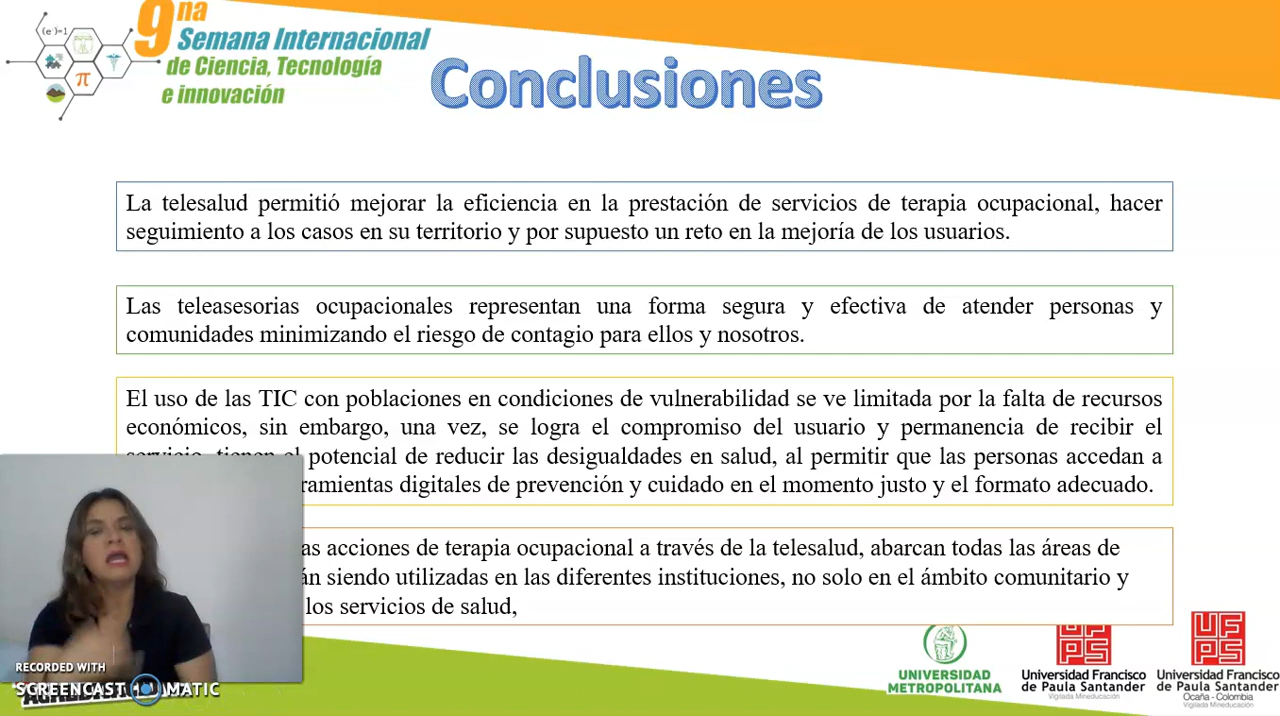 (e-)=1
π
9na
Semana Internacional
de Ciencia, Tecnología
e innovación
Conclusiones
La telesalud permitió mejorar la eficiencia en la prestación de servicios de terapia ocupacional, hacer
seguimiento a los casos en su territorio y por supuesto un reto en la mejoría de los usuarios.
Las teleasesorias ocupacionales representan una forma segura y efectiva de atender personas y
comunidades minimizando el riesgo de contagio para ellos y nosotros.
El uso de las TIC con poblaciones en condiciones de vulnerabilidad se ve limitada por la falta de recursos
económicos, sin embargo, una vez, se logra el compromiso del usuario y permanencia de recibir el
servicio, tienen el potencial de reducir las desigualdades en salud, al permitir que las personas accedan a
ramientas digitales de prevención y cuidado en el momento justo y el formato adecuado.
as acciones de terapia ocupacional a través de la telesalud, abarcan todas las áreas de
án siendo utilizadas en las diferentes instituciones, no solo en el ámbito comunitario y
los servicios de salud,
RECORDED WITH
SCREENCAST MATIC
UNIVERSIDAD
METROPOLITANA
UFPS
Universidad Francisco
de Paula Santander
Vigilada Mineducación
UFPS
Universidad Francisco
de Paula Santander
Ocaña - Colombia
Vigilada Mineducación